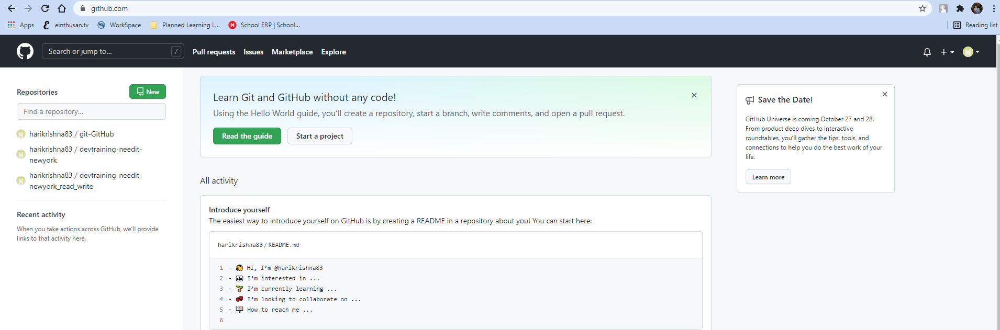 github.com
Apps
einthusan.tv
WorkSpace
Planned Learning L...
School ERP | School...
Reading list
Search or jump to...
/
Pull requests
Issues
Marketplace
Explore
Repositories
New
Find a repository...
harikrishna83 / git-GitHub
harikrishna83 / devtraining-needit-
newyork
harikrishna83 / devtraining-needit-
newyork_read_write
Recent activity
When you take actions across GitHub, we'll provide
links to that activity here.
Learn Git and GitHub without any code!
Using the Hello World guide, you'll create a repository, start a branch, write comments, and open a pull request.
Read the guide
Start a project
All activity
Introduce yourself
The easiest way to introduce yourself on GitHub is by creating a README in a repository about you! You can start here:
harikrishna83 / README.md
1 - 👋 Hi, I'm @harikrishna83
2 - 👀 I'm interested in ...
3 - 🌱 I'm currently learning ...
4 - 💞️ I'm looking to collaborate on ...
5 - 📫 How to reach me ...
6
Save the Date!
GitHub Universe is coming October 27 and 28.
From product deep dives to interactive
roundtables, you'll gather the tips, tools, and
connections to help you do the best work of your
life.
Learn more